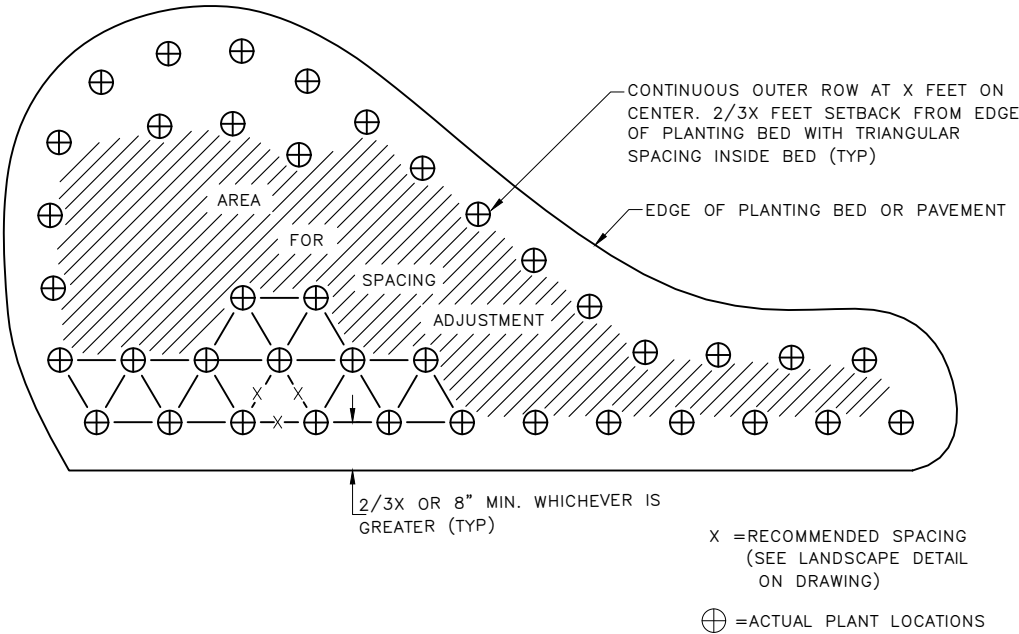 CONTINUOUS OUTER ROW AT X FEET ON
CENTER. 2/3X FEET SETBACK FROM EDGE
OF PLANTING BED WITH TRIANGULAR
SPACING INSIDE BED (TYP)
EDGE OF PLANTING BED OR PAVEMENT
AREA
FOR
SPACING
ADJUSTMENT
X X
X
2/3X OR 8” MIN. WHICHEVER IS
GREATER (TYP)
X =RECOMMENDED SPACING
(SEE LANDSCAPE DETAIL
ON DRAWING)
=ACTUAL PLANT LOCATIONS